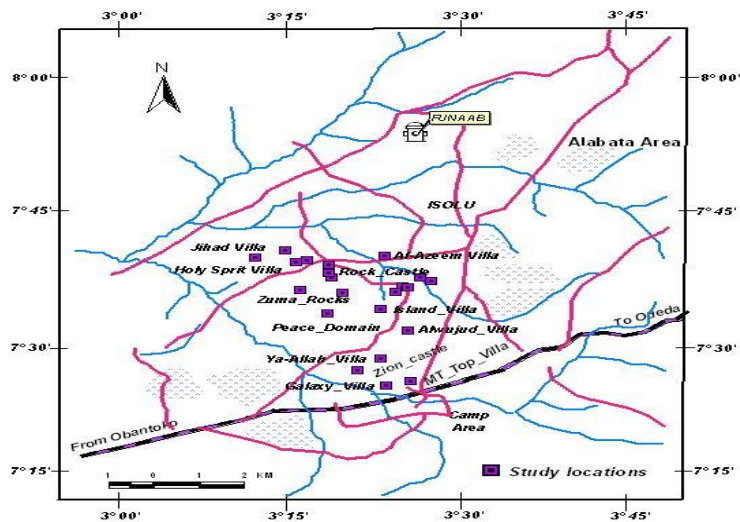 3°00' 3°15' 3°30' 3°45'
8°00' 8°00'
N
FUNAAB
Alabata Area
7°45' 7°45'
ISOLU
Jihad Villa
Al-Azeem Villa
Holy Sprit Villa
Rock_Castle
Zuma_Rocks
Island_Villa
Peace_Domain
Alwujud_Villa
To Odeda
7°30' 7°30'
Ya-Allah_Villa
Zion_castle
MT_Top_Villa
Galaxy_Villa
Camp
Area
From Obantoko
7°15' 7°15'
Study locations
1 0 1 2 KM
3°00' 3°15' 3°30' 3°45'